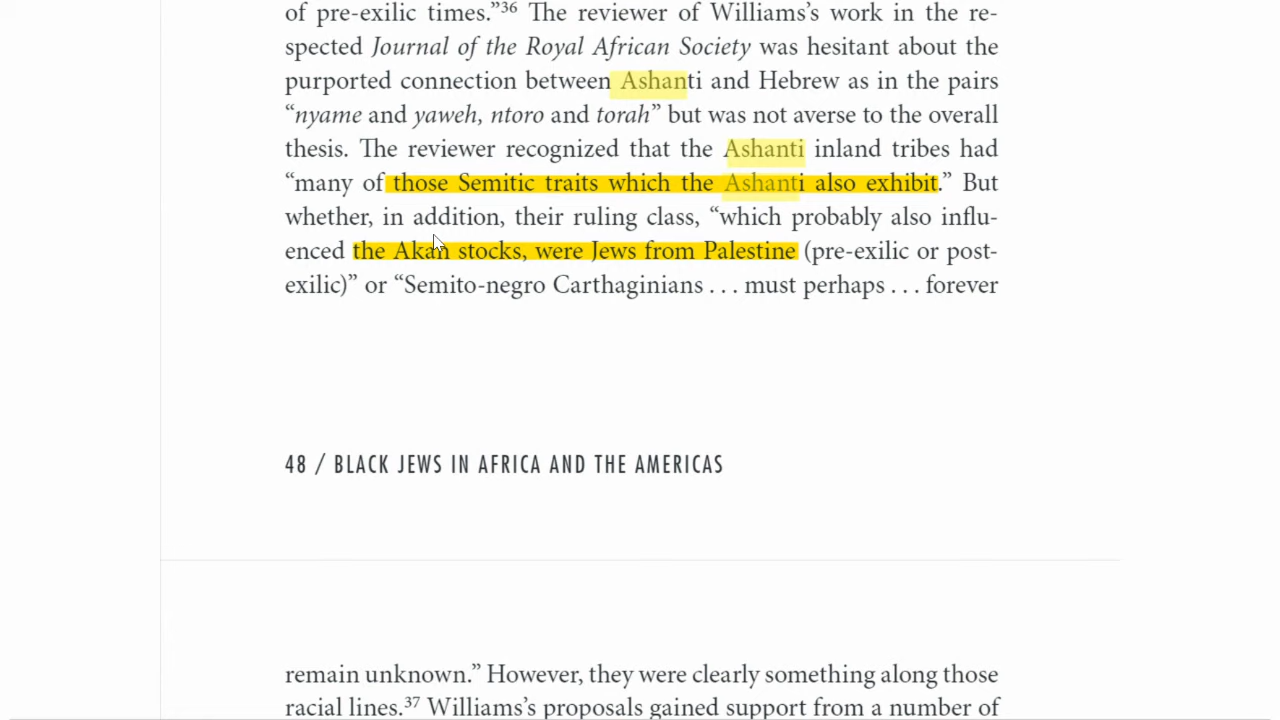 of pre-exilic times.”³⁶ The reviewer of Williams’s work in the re-
spected Journal of the Royal African Society was hesitant about the
purported connection between Ashanti and Hebrew as in the pairs
“nyame and yaweh, ntoro and torah” but was not averse to the overall
thesis. The reviewer recognized that the Ashanti inland tribes had
“many of those Semitic traits which the Ashanti also exhibit.” But
whether, in addition, their ruling class, “which probably also influ-
enced the Akan stocks, were Jews from Palestine (pre-exilic or post-
exilic)” or “Semito-negro Carthaginians . . . must perhaps . . . forever
48 / BLACK JEWS IN AFRICA AND THE AMERICAS
remain unknown.” However, they were clearly something along those
racial lines.³⁷ Williams’s proposals gained support from a number of